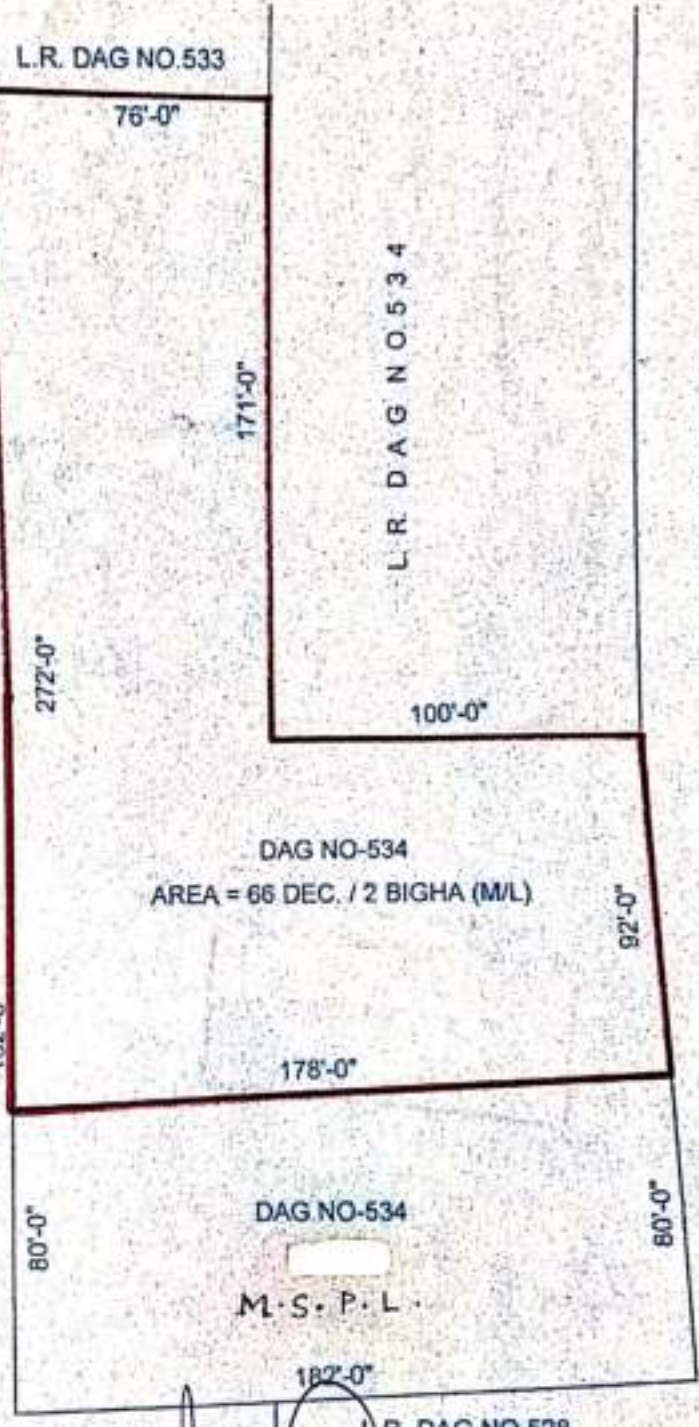 L.R. DAG NO.533
76'-0"
171'-0"
L.R. DAG NO.534
272'-0"
100'-0"
DAG NO-534
AREA = 66 DEC. / 2 BIGHA (M/L)
92'-0"
178'-0"
DAG NO-534
80'-0"
80'-0"
M.S.P.L.
182'-0"